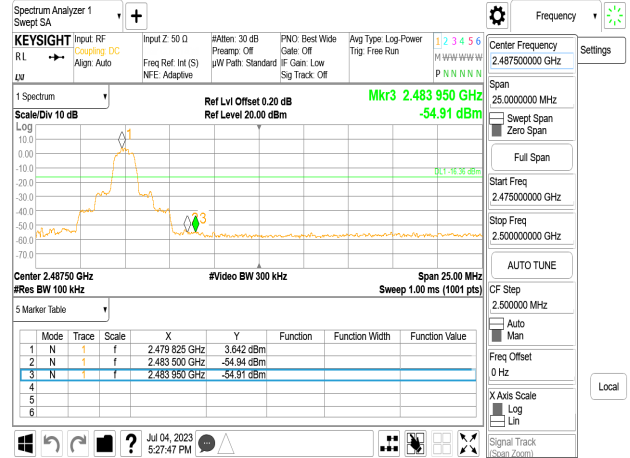 Spectrum Analyzer 1
Swept SA
Frequency
KEYSIGHT
RL
Input: RF
Coupling: DC
Align: Auto
Input Z: 50 Ω
Freq Ref: Int (S)
NFE: Adaptive
#Atten: 30 dB
Preamp: Off
µW Path: Standard
PNO: Best Wide
Gate: Off
IF Gain: Low
Sig Track: Off
Avg Type: Log-Power
Trig: Free Run
1 2 3 4 5 6
M W W W W W
P N N N N N
1 Spectrum
Scale/Div 10 dB
Ref Lvl Offset 0.20 dB
Ref Level 20.00 dBm
Mkr3 2.483 950 GHz
-54.91 dBm
Log
10.0
0.00
-10.0
-20.0
-30.0
-40.0
-50.0
-60.0
-70.0
1
3
DL1 -16.36 dBm
Center 2.48750 GHz
#Res BW 100 kHz
#Video BW 300 kHz
Span 25.00 MHz
Sweep 1.00 ms (1001 pts)
5 Marker Table
Mode Trace Scale X Y Function Function Width Function Value
1 N 1 f 2.479 825 GHz 3.642 dBm
2 N 1 f 2.483 500 GHz -54.94 dBm
3 N 1 f 2.483 950 GHz -54.91 dBm
4
5
6
Jul 04, 2023
5:27:47 PM
Center Frequency
2.487500000 GHz
Span
25.0000000 MHz
Swept Span
Zero Span
Full Span
Start Freq
2.475000000 GHz
Stop Freq
2.500000000 GHz
AUTO TUNE
CF Step
2.500000 MHz
Auto
Man
Freq Offset
0 Hz
X Axis Scale
Log
Lin
Signal Track
(Span Zoom)
Settings
Local